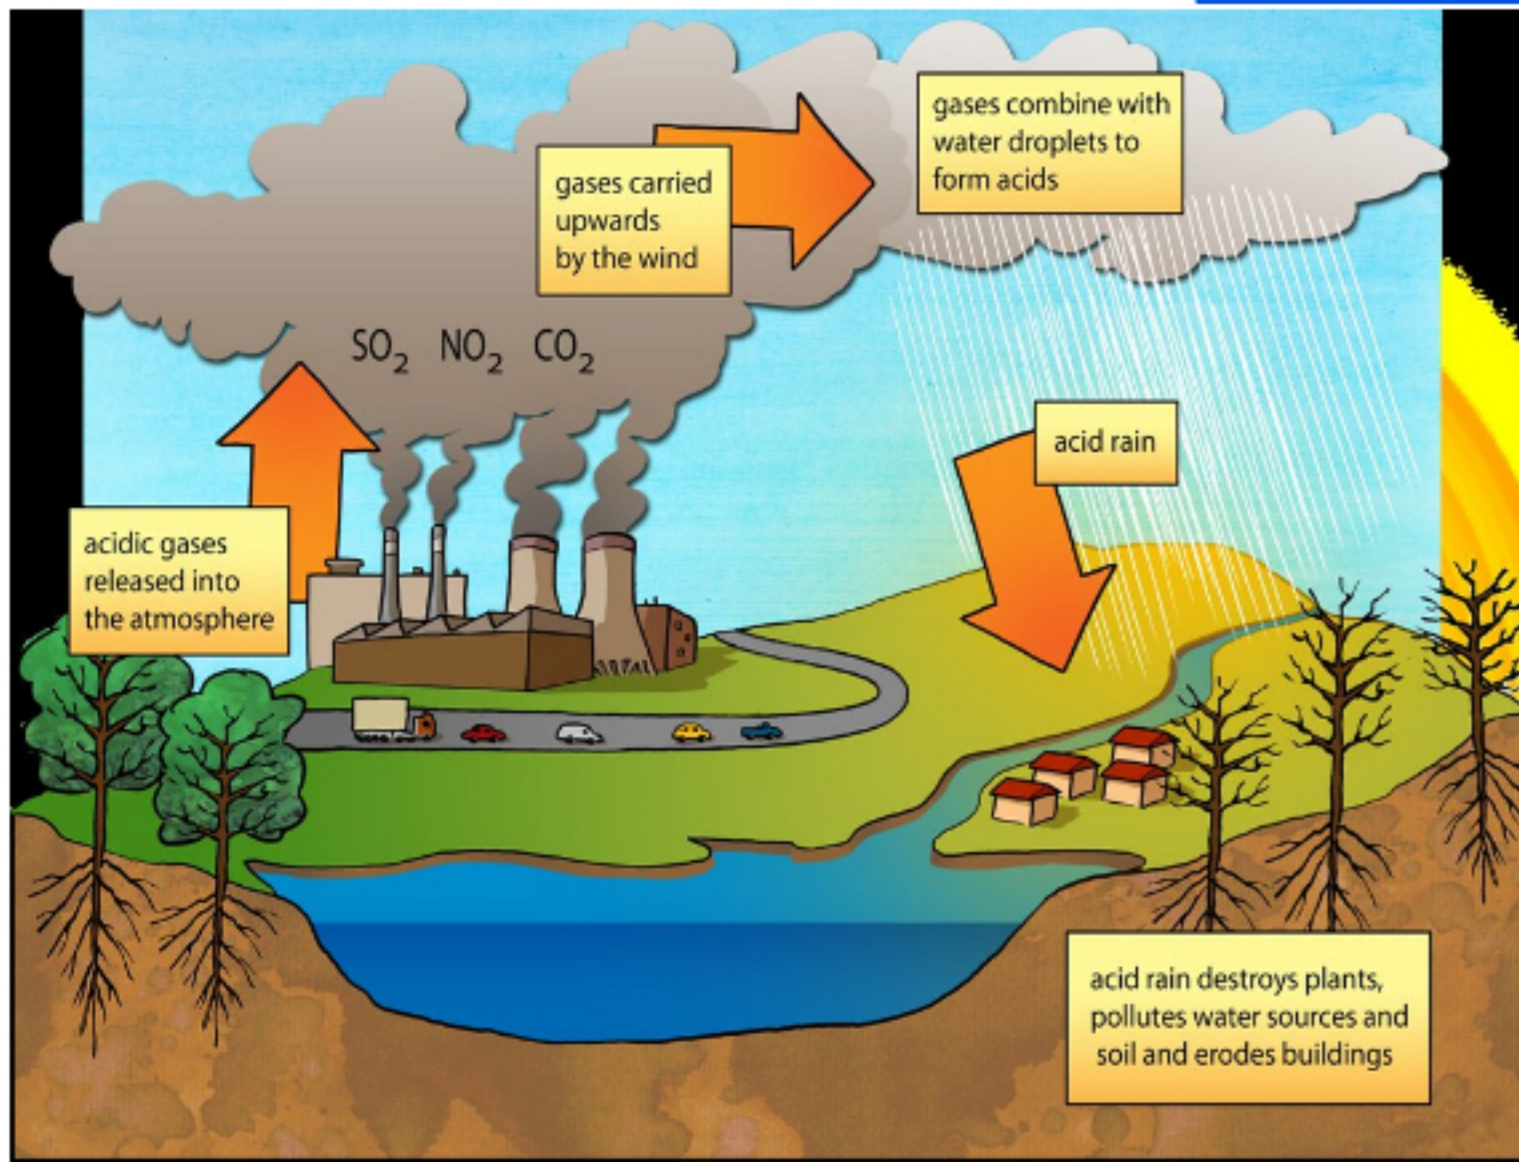 acidic gases
released into
the atmosphere
SO₂ NO₂ CO₂
gases carried
upwards
by the wind
gases combine with
water droplets to
form acids
acid rain
acid rain destroys plants,
pollutes water sources and
soil and erodes buildings